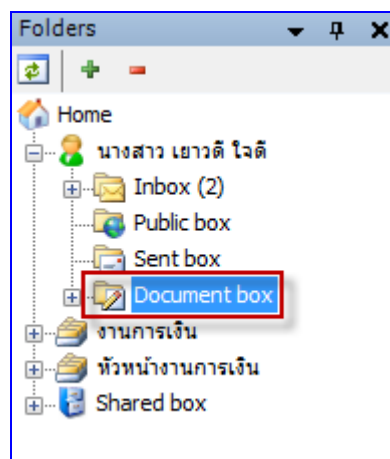 Folders
Home
นางสาว เยาวดี ใจดี
Inbox (2)
Public box
Sent box
Document box
งานการเงิน
หัวหน้างานการเงิน
Shared box